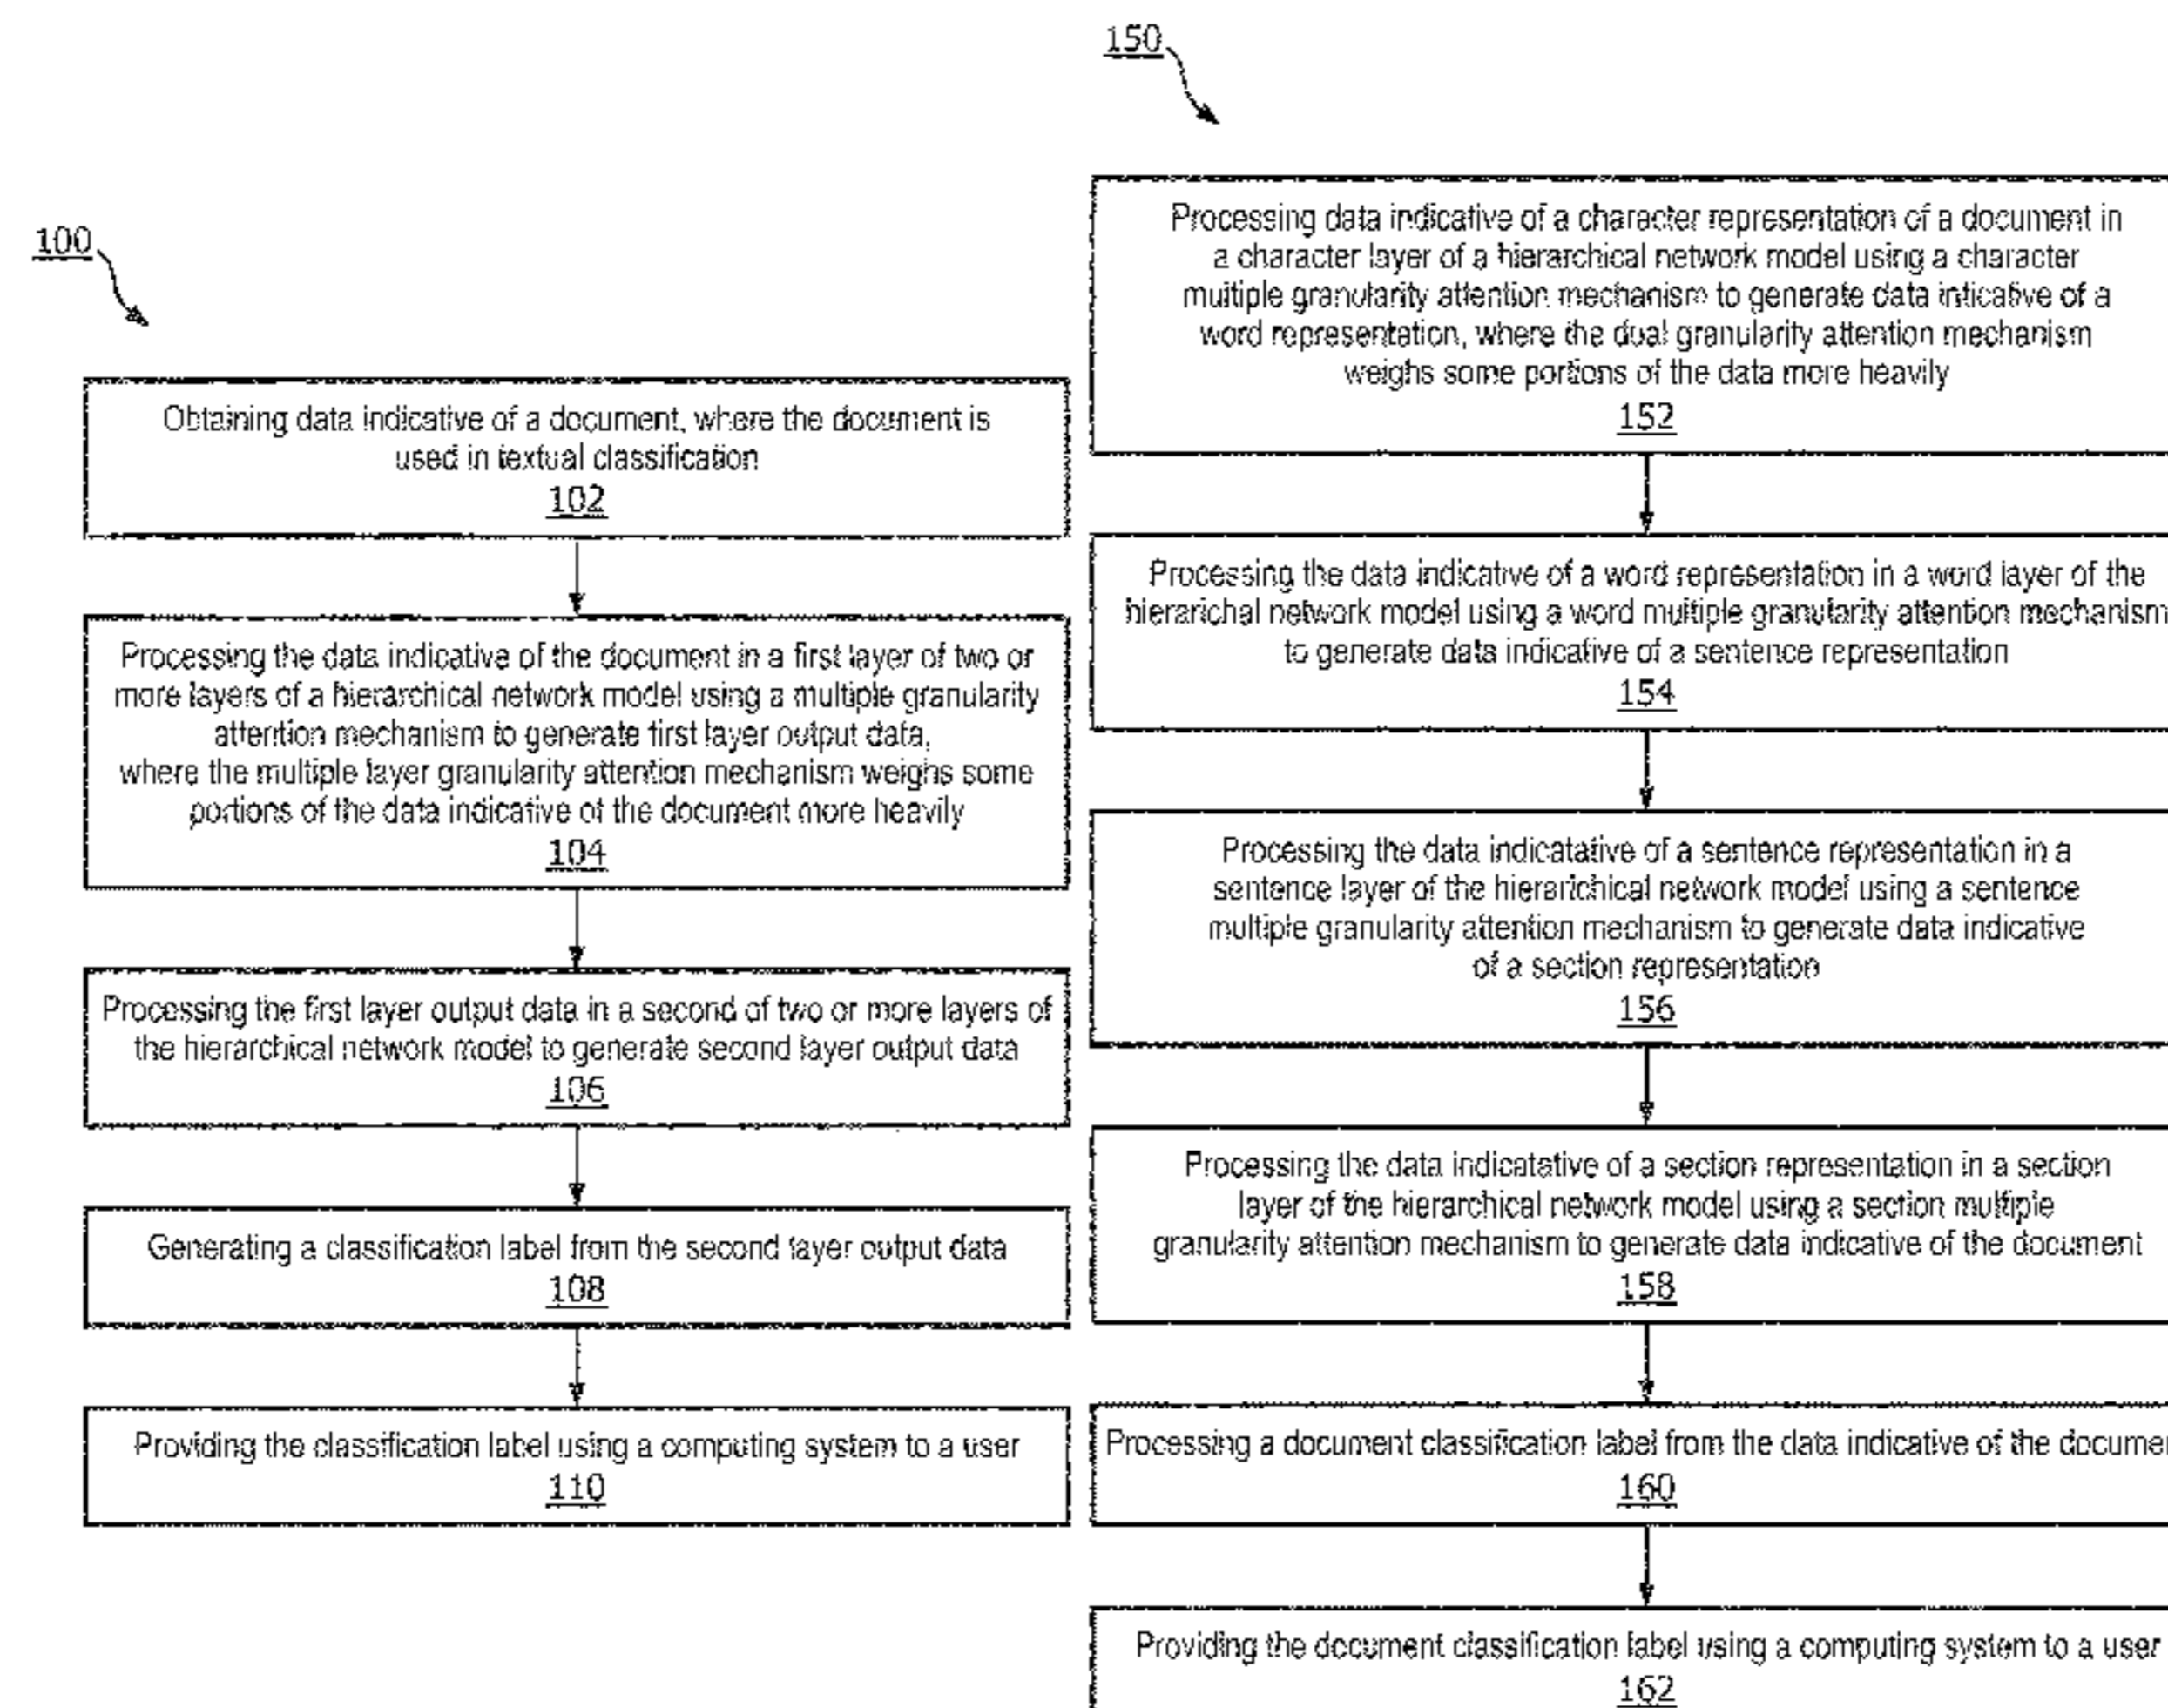 100
Obtaining data indicative of a document, where the document is
used in textual classification
102
Processing the data indicative of the document in a first layer of two or
more layers of a hierarchical network model using a multiple granularity
attention mechanism to generate first layer output data,
where the multiple layer granularity attention mechanism weighs some
portions of the data indicative of the document more heavily
104
Processing the first layer output data in a second of two or more layers of
the hierarchical network model to generate second layer output data
106
Generating a classification label from the second layer output data
108
Providing the classification label using a computing system to a user
110
150
Processing data indicative of a character representation of a document in
a character layer of a hierarchical network model using a character
multiple granularity attention mechanism to generate data inticative of a
word representation, where the dual granularity attention mechanism
weighs some portions of the data more heavily
152
Processing the data indicative of a word representation in a word layer of the
hierarichal network model using a word multiple granularity attention mechanism
to generate data indicative of a sentence representation
154
Processing the data indicatative of a sentence representation in a
sentence layer of the hierarchical network model using a sentence
multiple granularity attention mechanism to generate data indicative
of a section representation
156
Processing the data indicatative of a section representation in a section
layer of the hierarchical network model using a section multiple
granularity attention mechanism to generate data indicative of the document
158
Processing a document classification label from the data indicative of the
160
Providing the document classification label using a computing system to a user
162